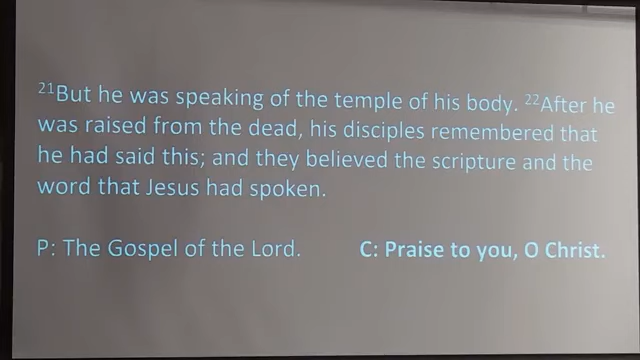 ²¹But he was speaking of the temple of his body. ²²After he
was raised from the dead, his disciples remembered that
he had said this; and they believed the scripture and the
word that Jesus had spoken.
P: The Gospel of the Lord. C: Praise to you, O Christ.